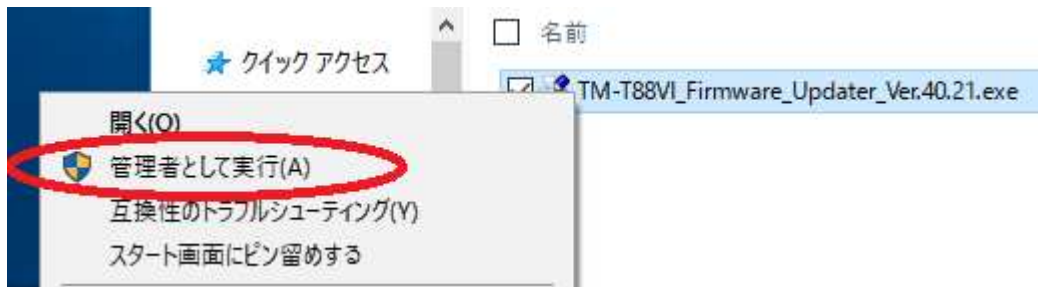 名前
クイック アクセス
TM-T88VI_Firmware_Updater_Ver.40.21.exe
開く(O)
管理者として実行(A)
互換性のトラブルシューティング(Y)
スタート画面にピン留めする